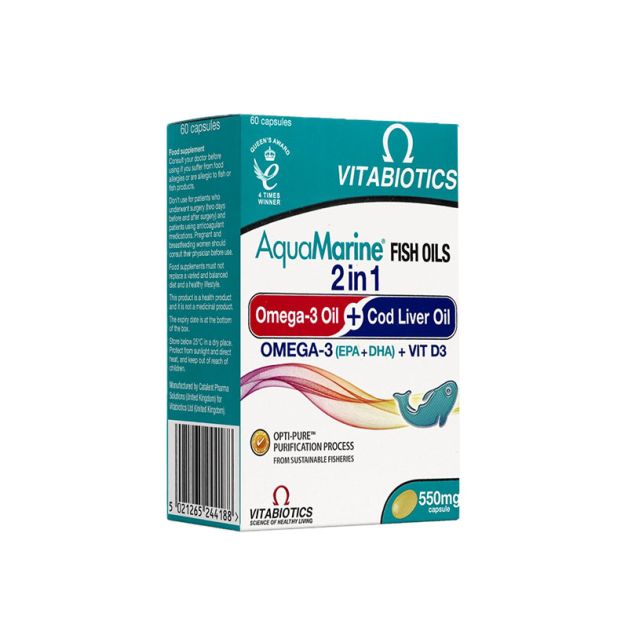 60 capsules
Food supplement
Consult your doctor before
using if you suffer from food
allergies or are allergic to fish or
fish products.
Don't use for patients who
underwent surgery (two days
before and after surgery) and
patients using anticoagulant
medications. Pregnant and
breastfeeding women should
consult their physician before use.
Food supplements must not
replace a varied and balanced
diet and a healthy lifestyle.
This product is a health product
and it is not a medicinal product.
The expiry date is at the bottom
of the box.
Store below 25°C in a dry place.
Protect from sunlight and direct
heat, and keep out of reach of
children.
Manufactured by Catalent Pharma
Solutions (United Kingdom) for
Vitabiotics Ltd (United Kingdom).
5 021265 244188 >
60 capsules
QUEEN'S AWARD
4 TIMES
WINNER
VITABIOTICS
AquaMarine® FISH OILS
2 in 1
Omega-3 Oil + Cod Liver Oil
OMEGA-3 (EPA + DHA) + VIT D3
OPTI-PURE™
PURIFICATION PROCESS
FROM SUSTAINABLE FISHERIES
VITABIOTICS
SCIENCE OF HEALTHY LIVING
550mg
capsule